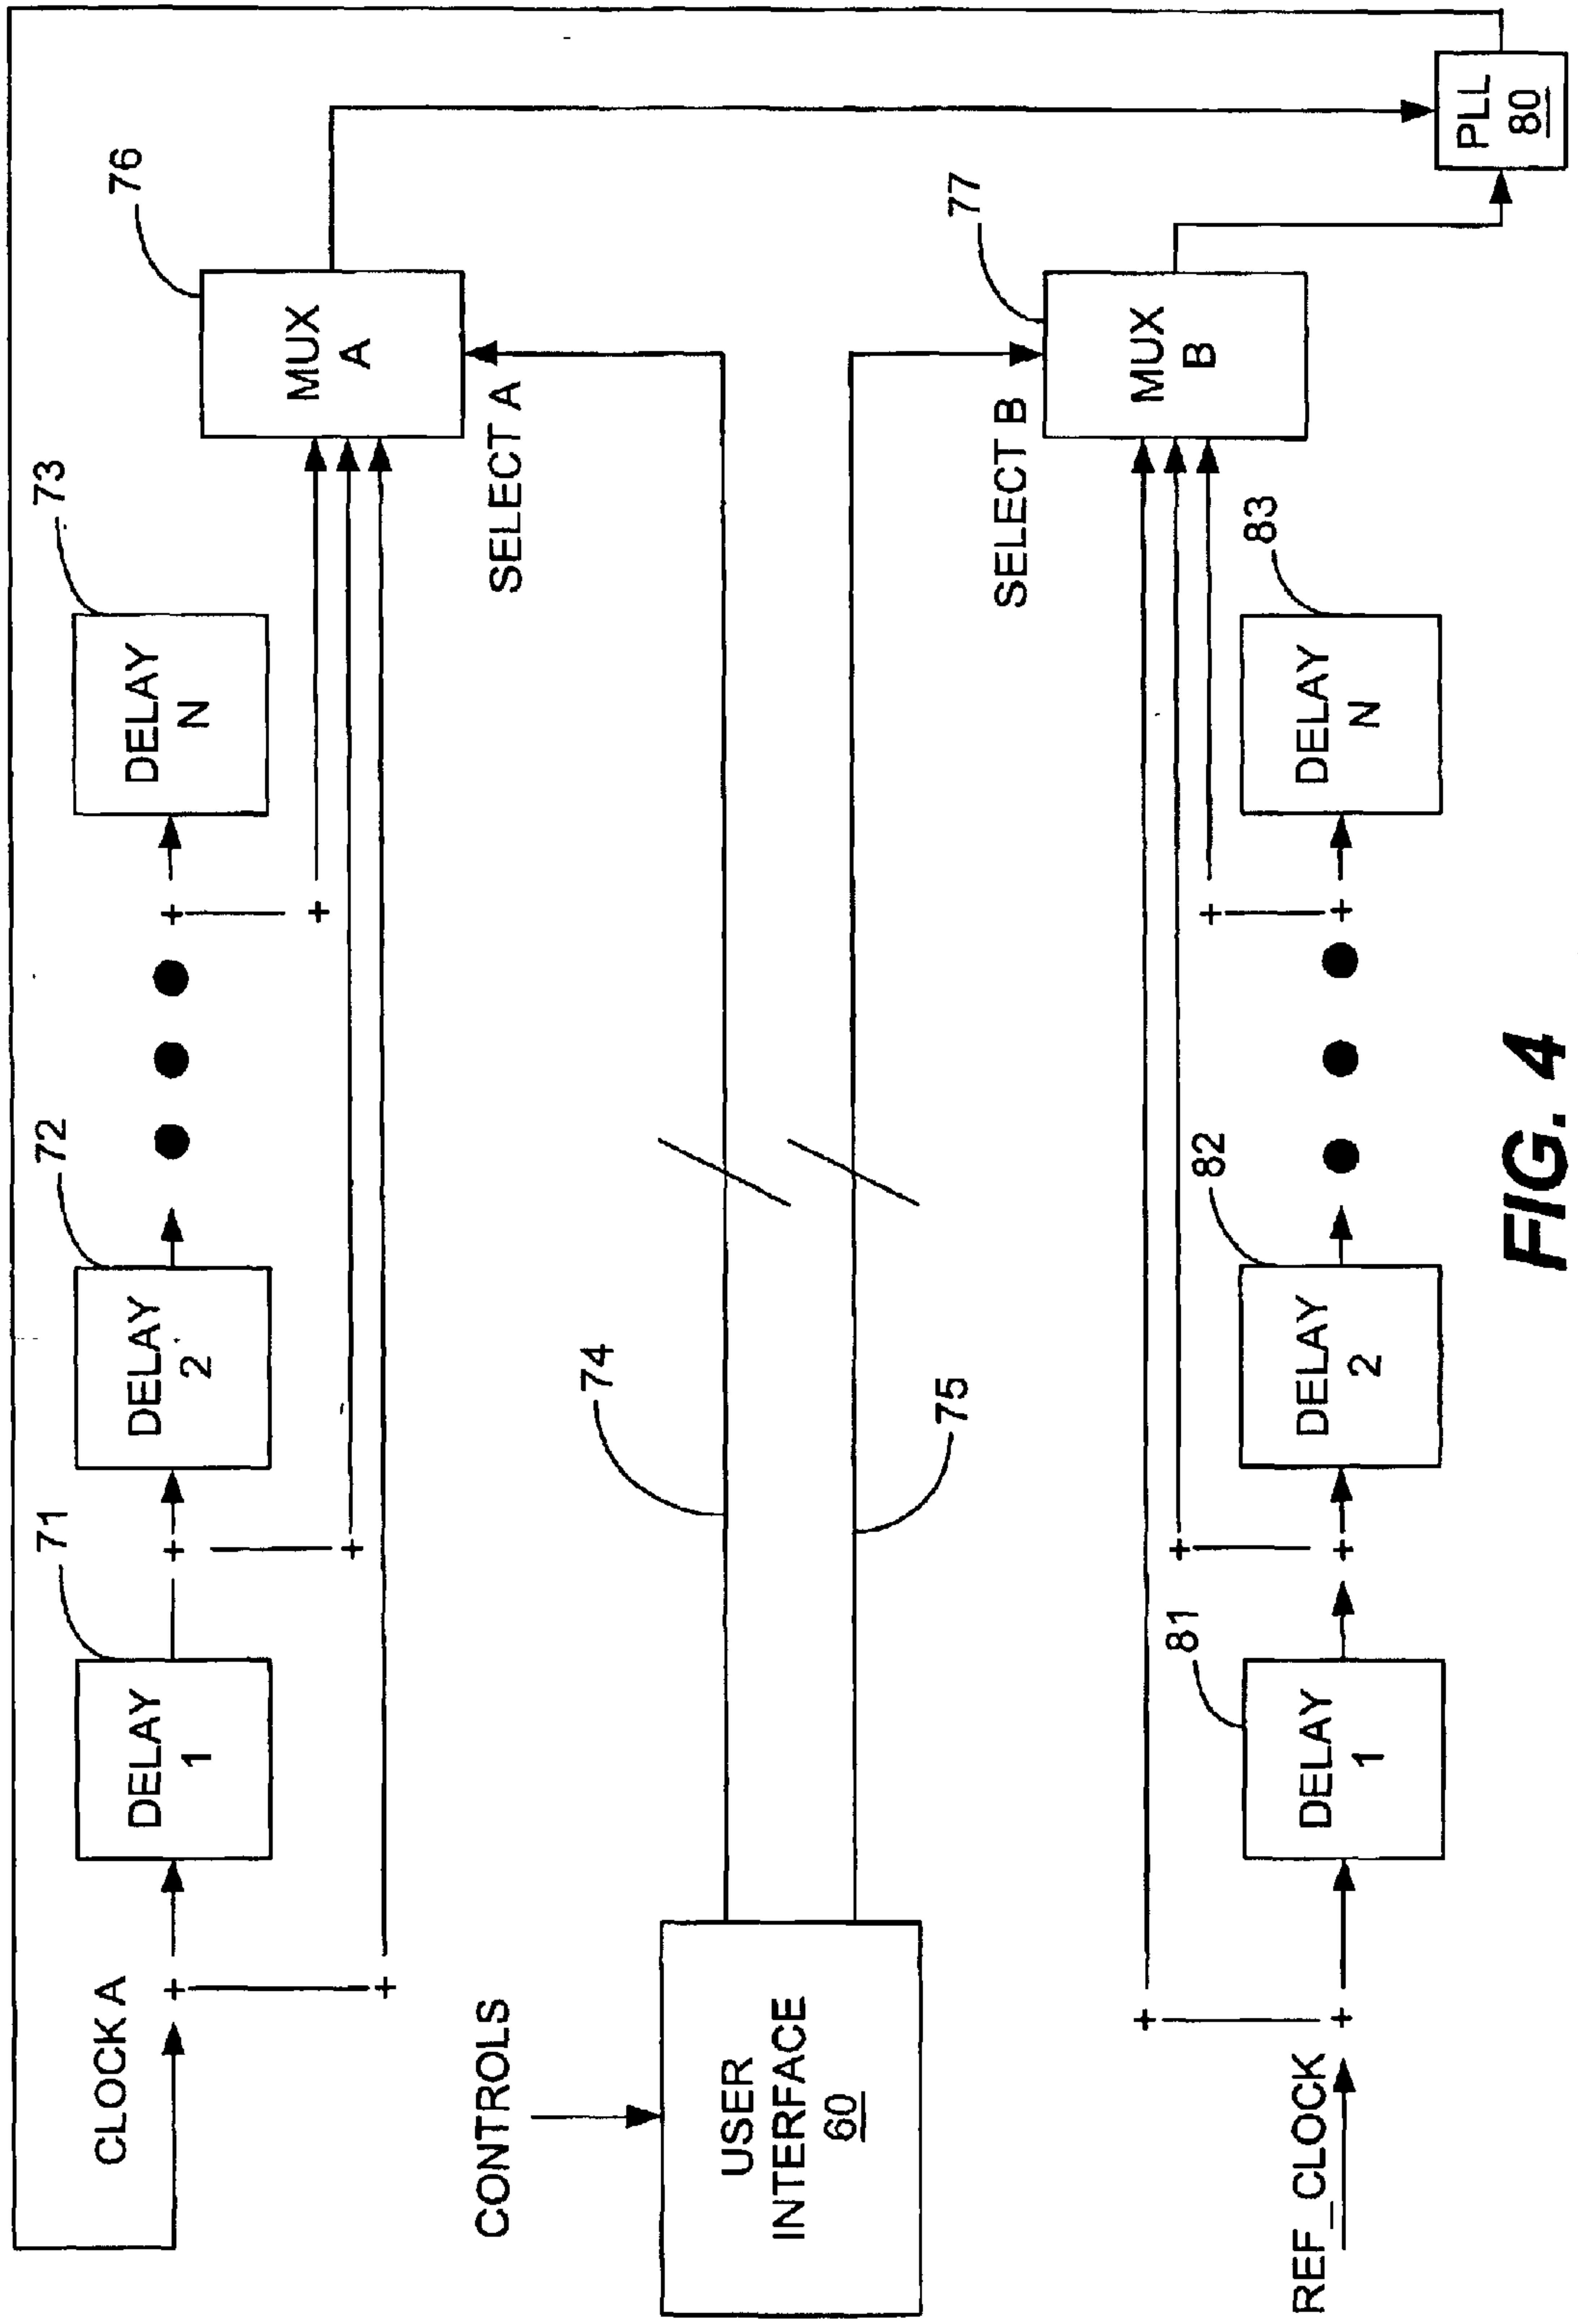 CLOCK A
DELAY
1
71
DELAY
2
72
DELAY
N
73
MUX
A
76
SELECT A
CONTROLS
USER
INTERFACE
60
74
75
SELECT B
MUX
B
77
REF_CLOCK
DELAY
1
81
DELAY
2
82
DELAY
N
83
PLL
80
FIG. 4